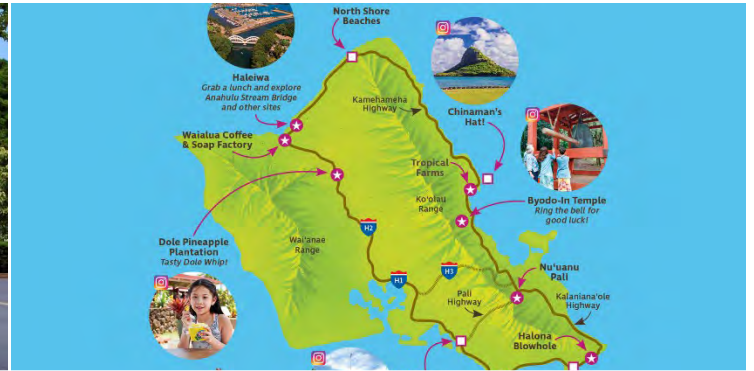 North Shore
Beaches
Haleiwa
Grab a lunch and explore
Anahulu Stream Bridge
and other sites
Kamehameha
Highway
Chinaman's
Hat!
Waialua Coffee
& Soap Factory
Tropical
Farms
Ko'olau
Range
Byodo-In Temple
Ring the bell for
good luck!
Dole Pineapple
Plantation
Tasty Dole Whip!
Wai'anae
Range
H2
H1
H3
Nu'uanu
Pali
Pali
Highway
Kalaniana'ole
Highway
Halona
Blowhole